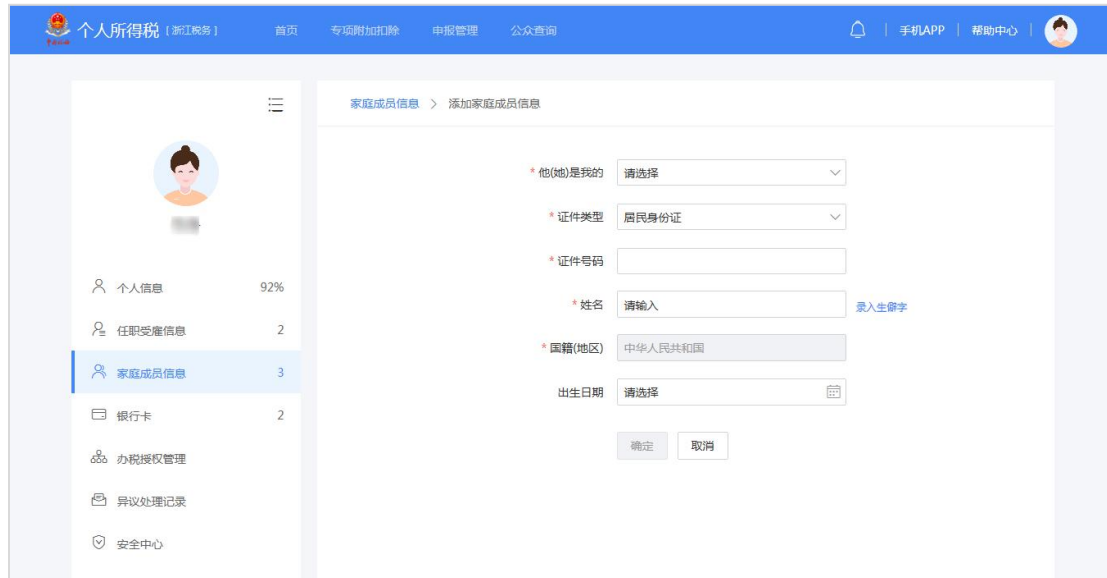 个人所得税 [ 浙江税务 ] 首页 专项附加扣除 申报管理 公众查询 手机APP 帮助中心
家庭成员信息 > 添加家庭成员信息
* 他(她)是我的 请选择
* 证件类型 居民身份证
* 证件号码
* 姓名 请输入 录入生僻字
* 国籍(地区) 中华人民共和国
出生日期 请选择
确定 取消
个人信息 92%
任职受雇信息 2
家庭成员信息 3
银行卡 2
办税授权管理
异议处理记录
安全中心